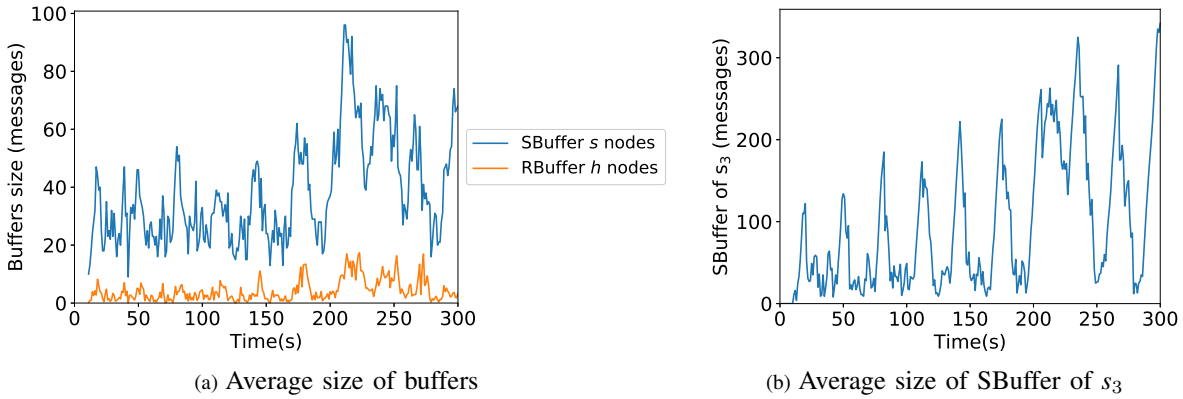 100
80
60
40
20
0
Buffers size (messages)
0 50 100 150 200 250 300
Time(s)
SBuffer s nodes
RBuffer h nodes
(a) Average size of buffers
300
200
100
0
SBuffer of s3 (messages)
0 50 100 150 200 250 300
Time(s)
(b) Average size of SBuffer of s3